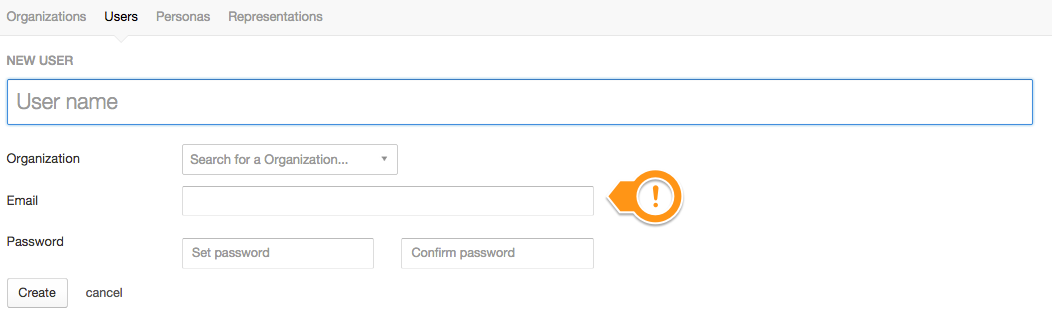 Organizations Users Personas Representations
NEW USER
User name
Organization Search for a Organization...
Email
!
Password Set password Confirm password
Create cancel